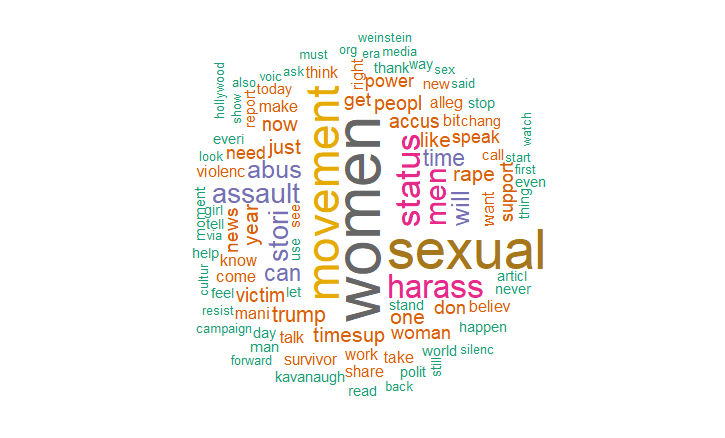 weinstein
must
org
era
media
ask
think
right
thank
way
sex
hollywood
also
voic
today
power
new
said
show
report
make
get
peopl
alleg
stop
now
movement
women
accus
bit
chang
watch
everi
need
just
status
like
speak
look
violenc
abus
time
call
start
men
rape
first
even
assault
will
want
support
thing
moment
girl
tell
via
news
year
stori
see
use
sexual
help
know
can
cultur
come
harass
articl
never
feel
victim
let
resist
mani
trump
stand
one
don
believ
campaign
day
talk
timesup
woman
happen
man
forward
survivor
work
take
world
still
silenc
kavanaugh
share
polit
read
back